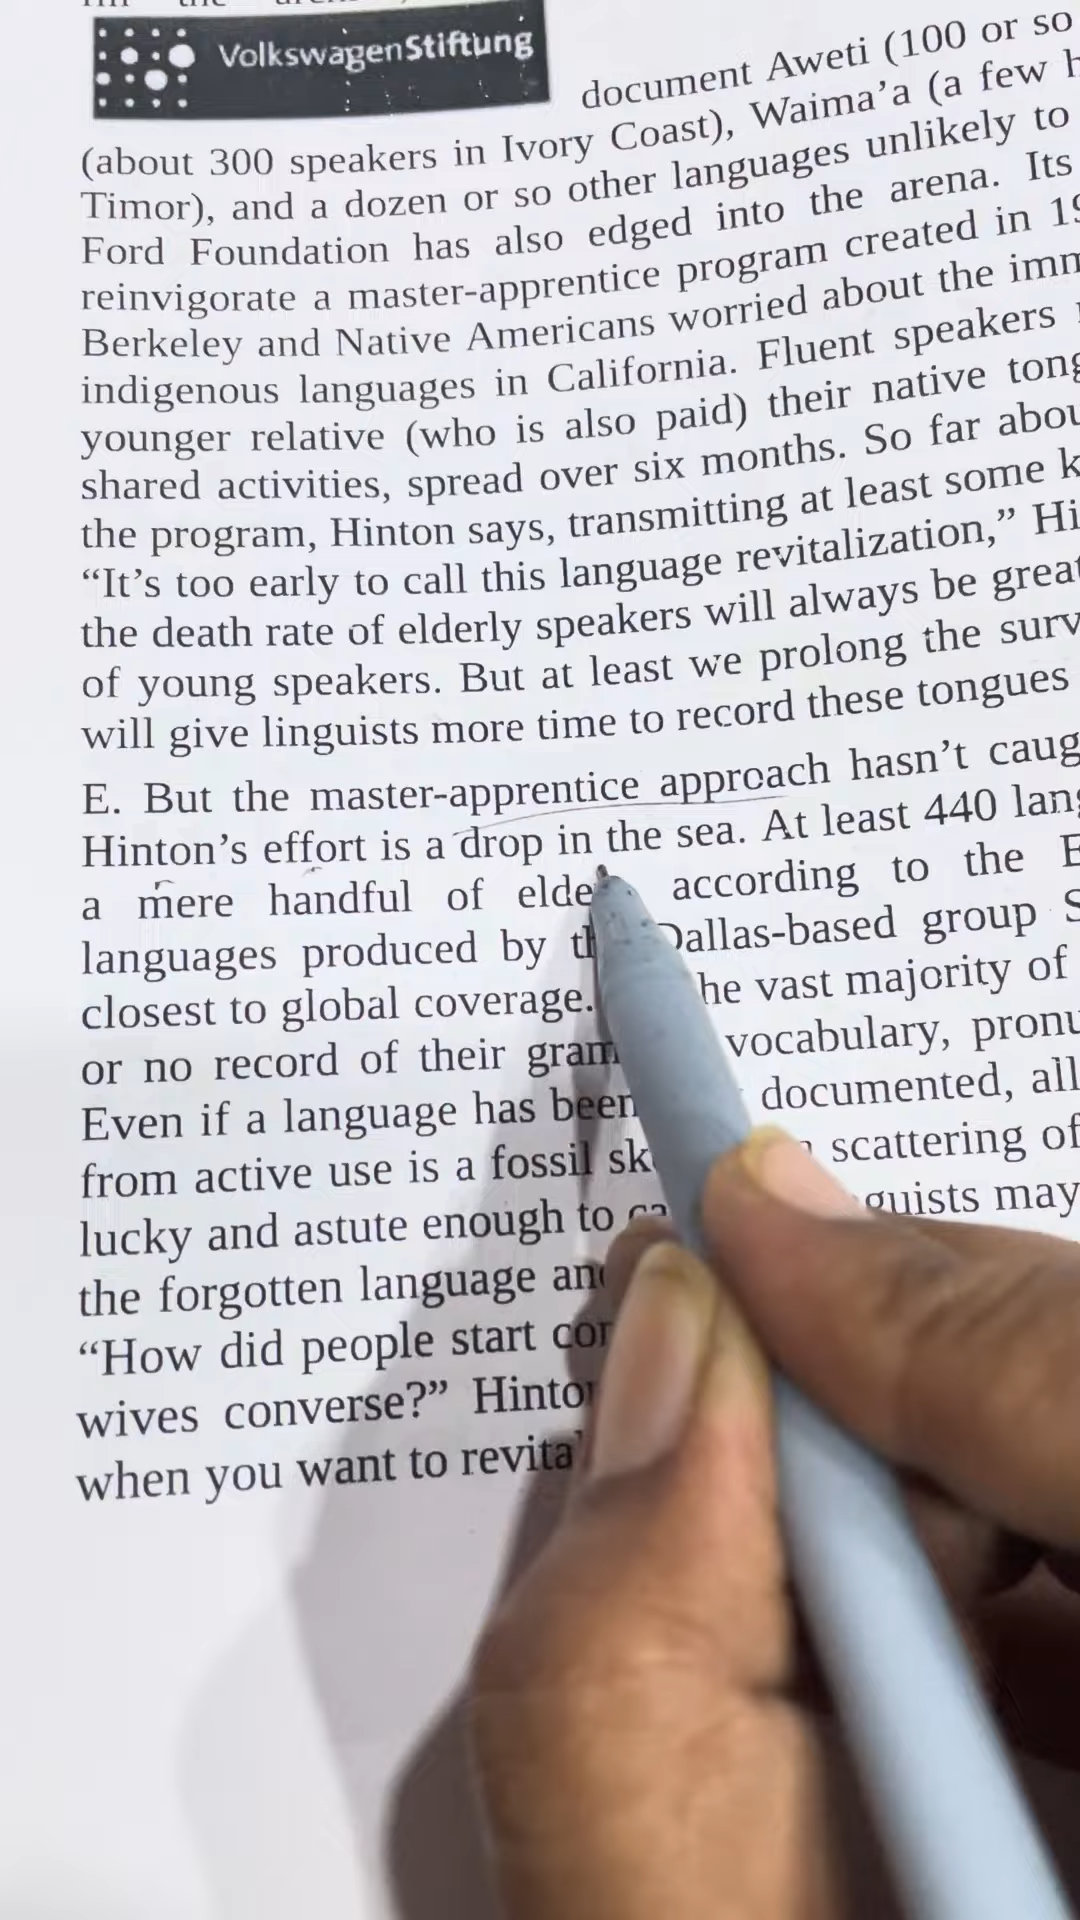 VolkswagenStiftung
document Aweti (100 or so
(about 300 speakers in Ivory Coast), Waima’a (a few
Timor), and a dozen or so other languages unlikely to
Ford Foundation has also edged into the arena. Its
reinvigorate a master-apprentice program created in
Berkeley and Native Americans worried about the
indigenous languages in California. Fluent speakers
younger relative (who is also paid) their native
shared activities, spread over six months. So far
the program, Hinton says, transmitting at least some
“It’s too early to call this language revitalization,”
the death rate of elderly speakers will always be
of young speakers. But at least we prolong the
will give linguists more time to record these tongues
E. But the master-apprentice approach hasn’t
Hinton’s effort is a drop in the sea. At least 440
a mere handful of according to the
languages produced by Dallas-based group
closest to global coverage. vast majority of
or no record of their vocabulary,
Even if a language has been documented, all
from active use is a fossil scattering of
lucky and astute enough to may
the forgotten language
“How did people start
wives converse?”
when you want to